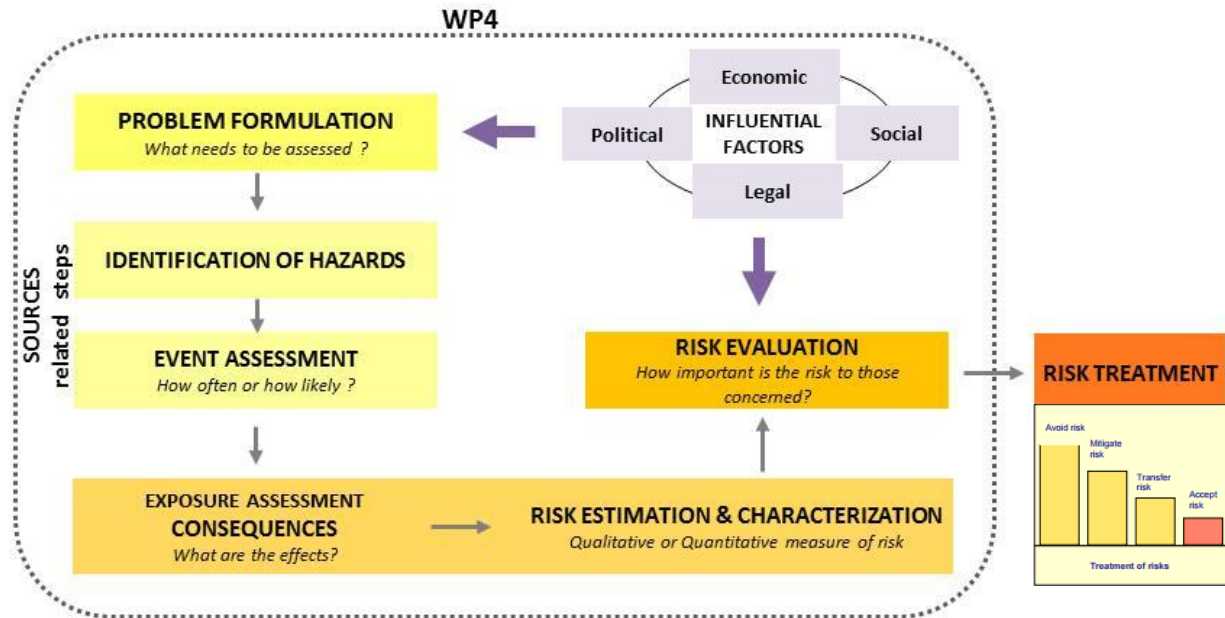 WP4
PROBLEM FORMULATION
What needs to be assessed ?
IDENTIFICATION OF HAZARDS
EVENT ASSESSMENT
How often or how likely ?
SOURCES
related steps
EXPOSURE ASSESSMENT
CONSEQUENCES
What are the effects?
RISK ESTIMATION & CHARACTERIZATION
Qualitative or Quantitative measure of risk
Economic
Political
INFLUENTIAL
FACTORS
Social
Legal
RISK EVALUATION
How important is the risk to those
concerned?
RISK TREATMENT
Avoid risk
Mitigate
risk
Transfer
risk
Accept
risk
Treatment of risks